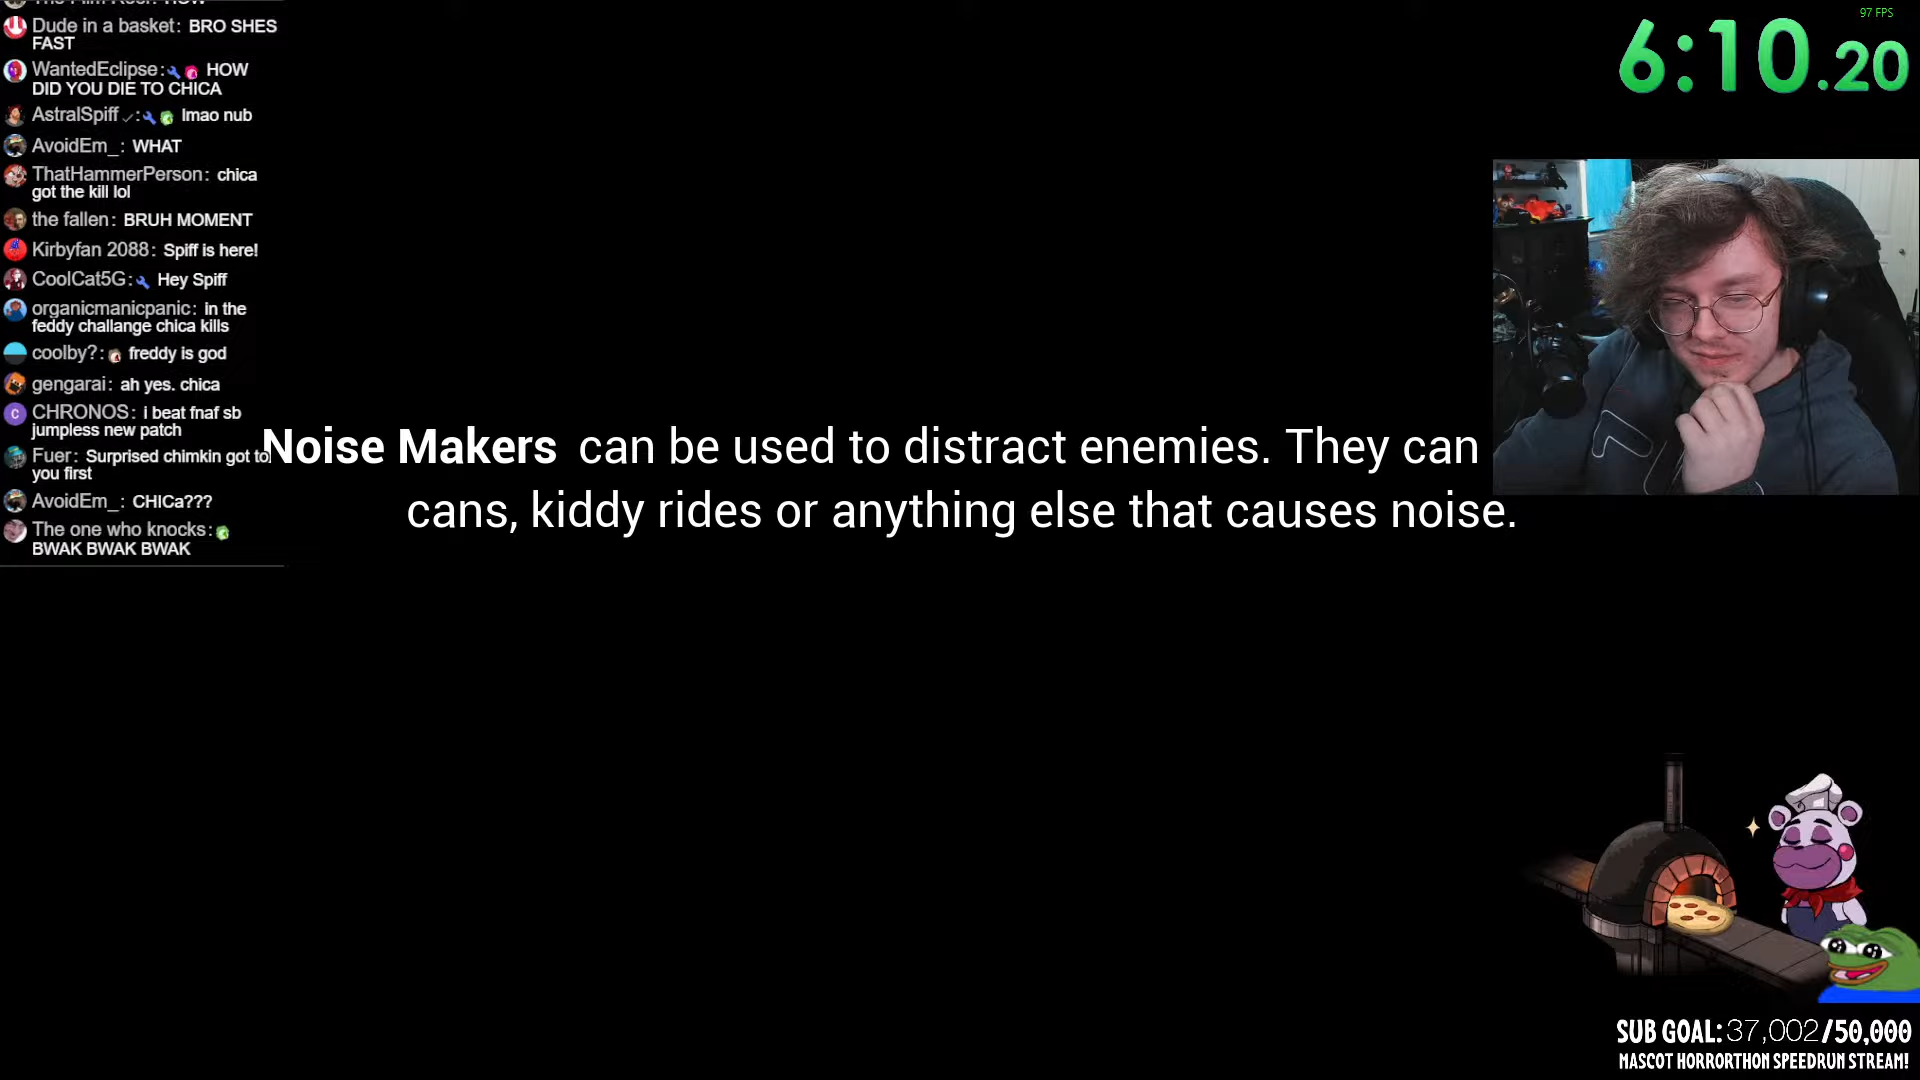 97 FPS
6:10.20
Dude in a basket: BRO SHES
FAST
WantedEclipse: HOW
DID YOU DIE TO CHICA
AstralSpiff: lmao nub
AvoidEm_: WHAT
ThatHammerPerson: chica
got the kill lol
the fallen: BRUH MOMENT
Kirbyfan 2088: Spiff is here!
CoolCat5G: Hey Spiff
organicmanicpanic: in the
feddy challange chica kills
coolby?: freddy is god
gengarai: ah yes. chica
C CHRONOS: i beat fnaf sb
jumpless new patch
Fuer: Surprised chimkin got to
you first
AvoidEm_: CHICa???
The one who knocks:
BWAK BWAK BWAK
Noise Makers can be used to distract enemies. They can
cans, kiddy rides or anything else that causes noise.
SUB GOAL: 37,002/50,000
MASCOT HORRORTHON SPEEDRUN STREAM!